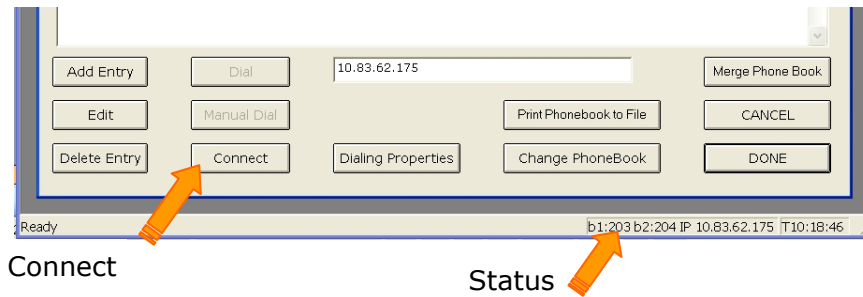 Add Entry Dial 10.83.62.175 Merge Phone Book
Edit Manual Dial Print Phonebook to File CANCEL
Delete Entry Connect Dialing Properties Change PhoneBook DONE
Ready b1:203 b2:204 IP 10.83.62.175 T10:18:46
Connect
Status